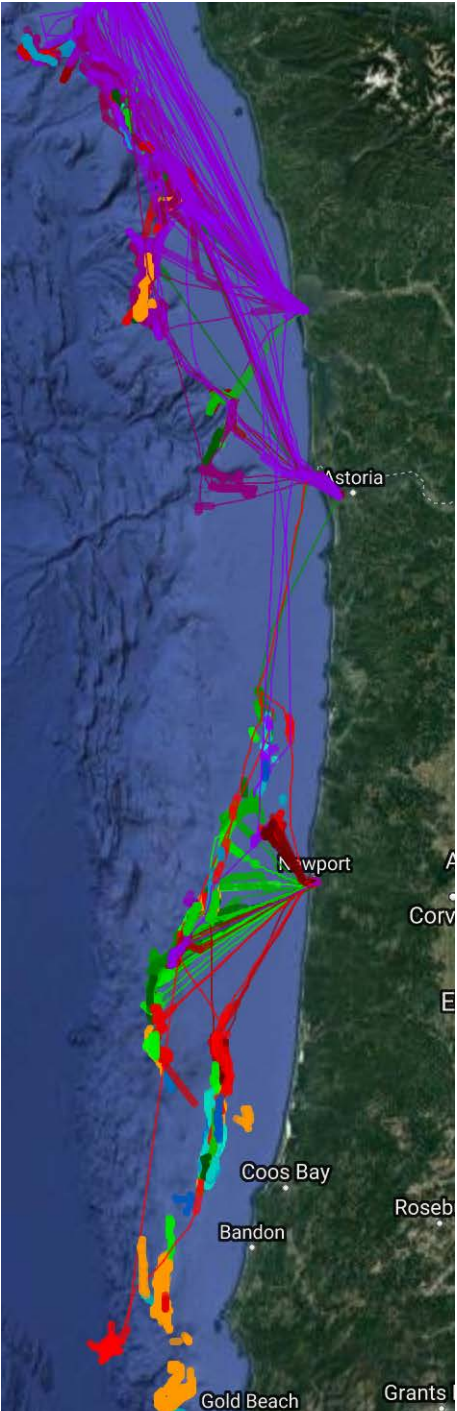 Astoria
Newport
A
Corv
E
Coos Bay
Roseb
Bandon
Grants
Gold Beach